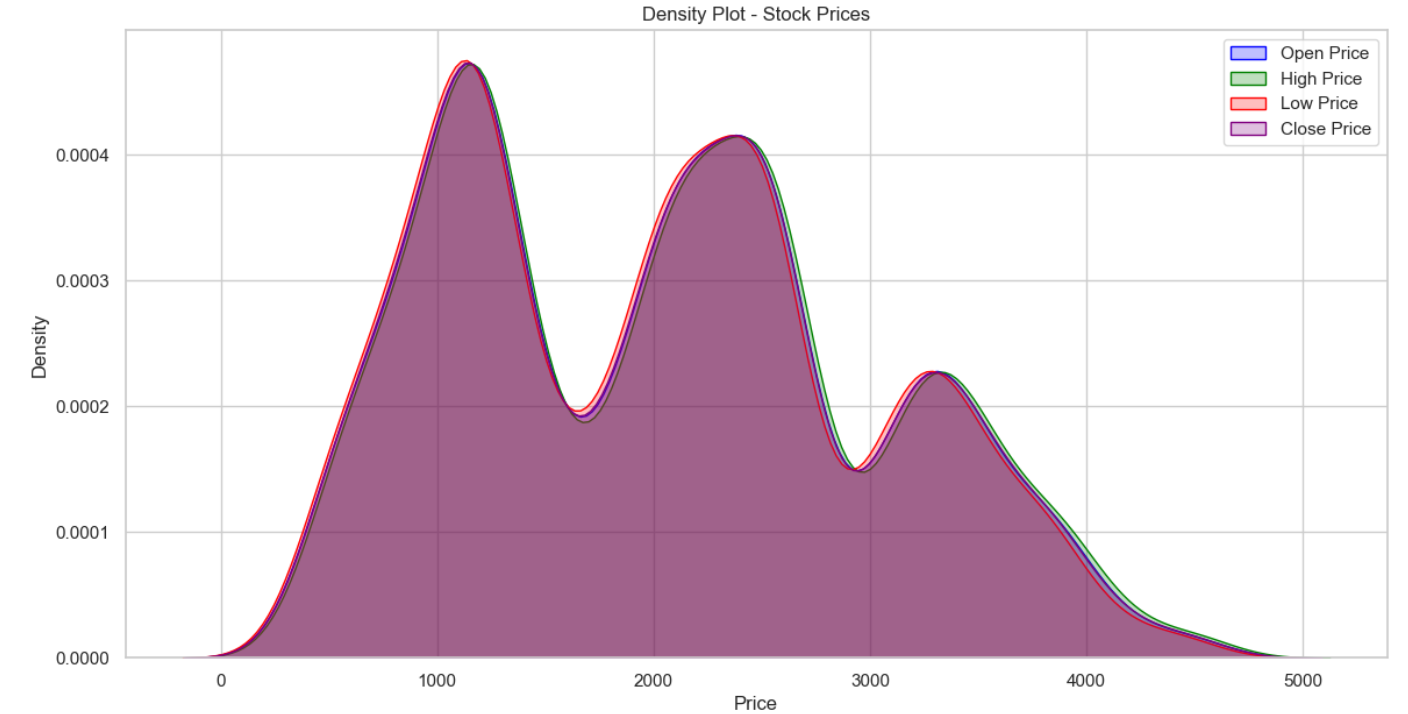 Density Plot - Stock Prices
Open Price
High Price
Low Price
Close Price
0.0004
0.0003
0.0002
0.0001
0.0000
Density
0 1000 2000 3000 4000 5000
Price